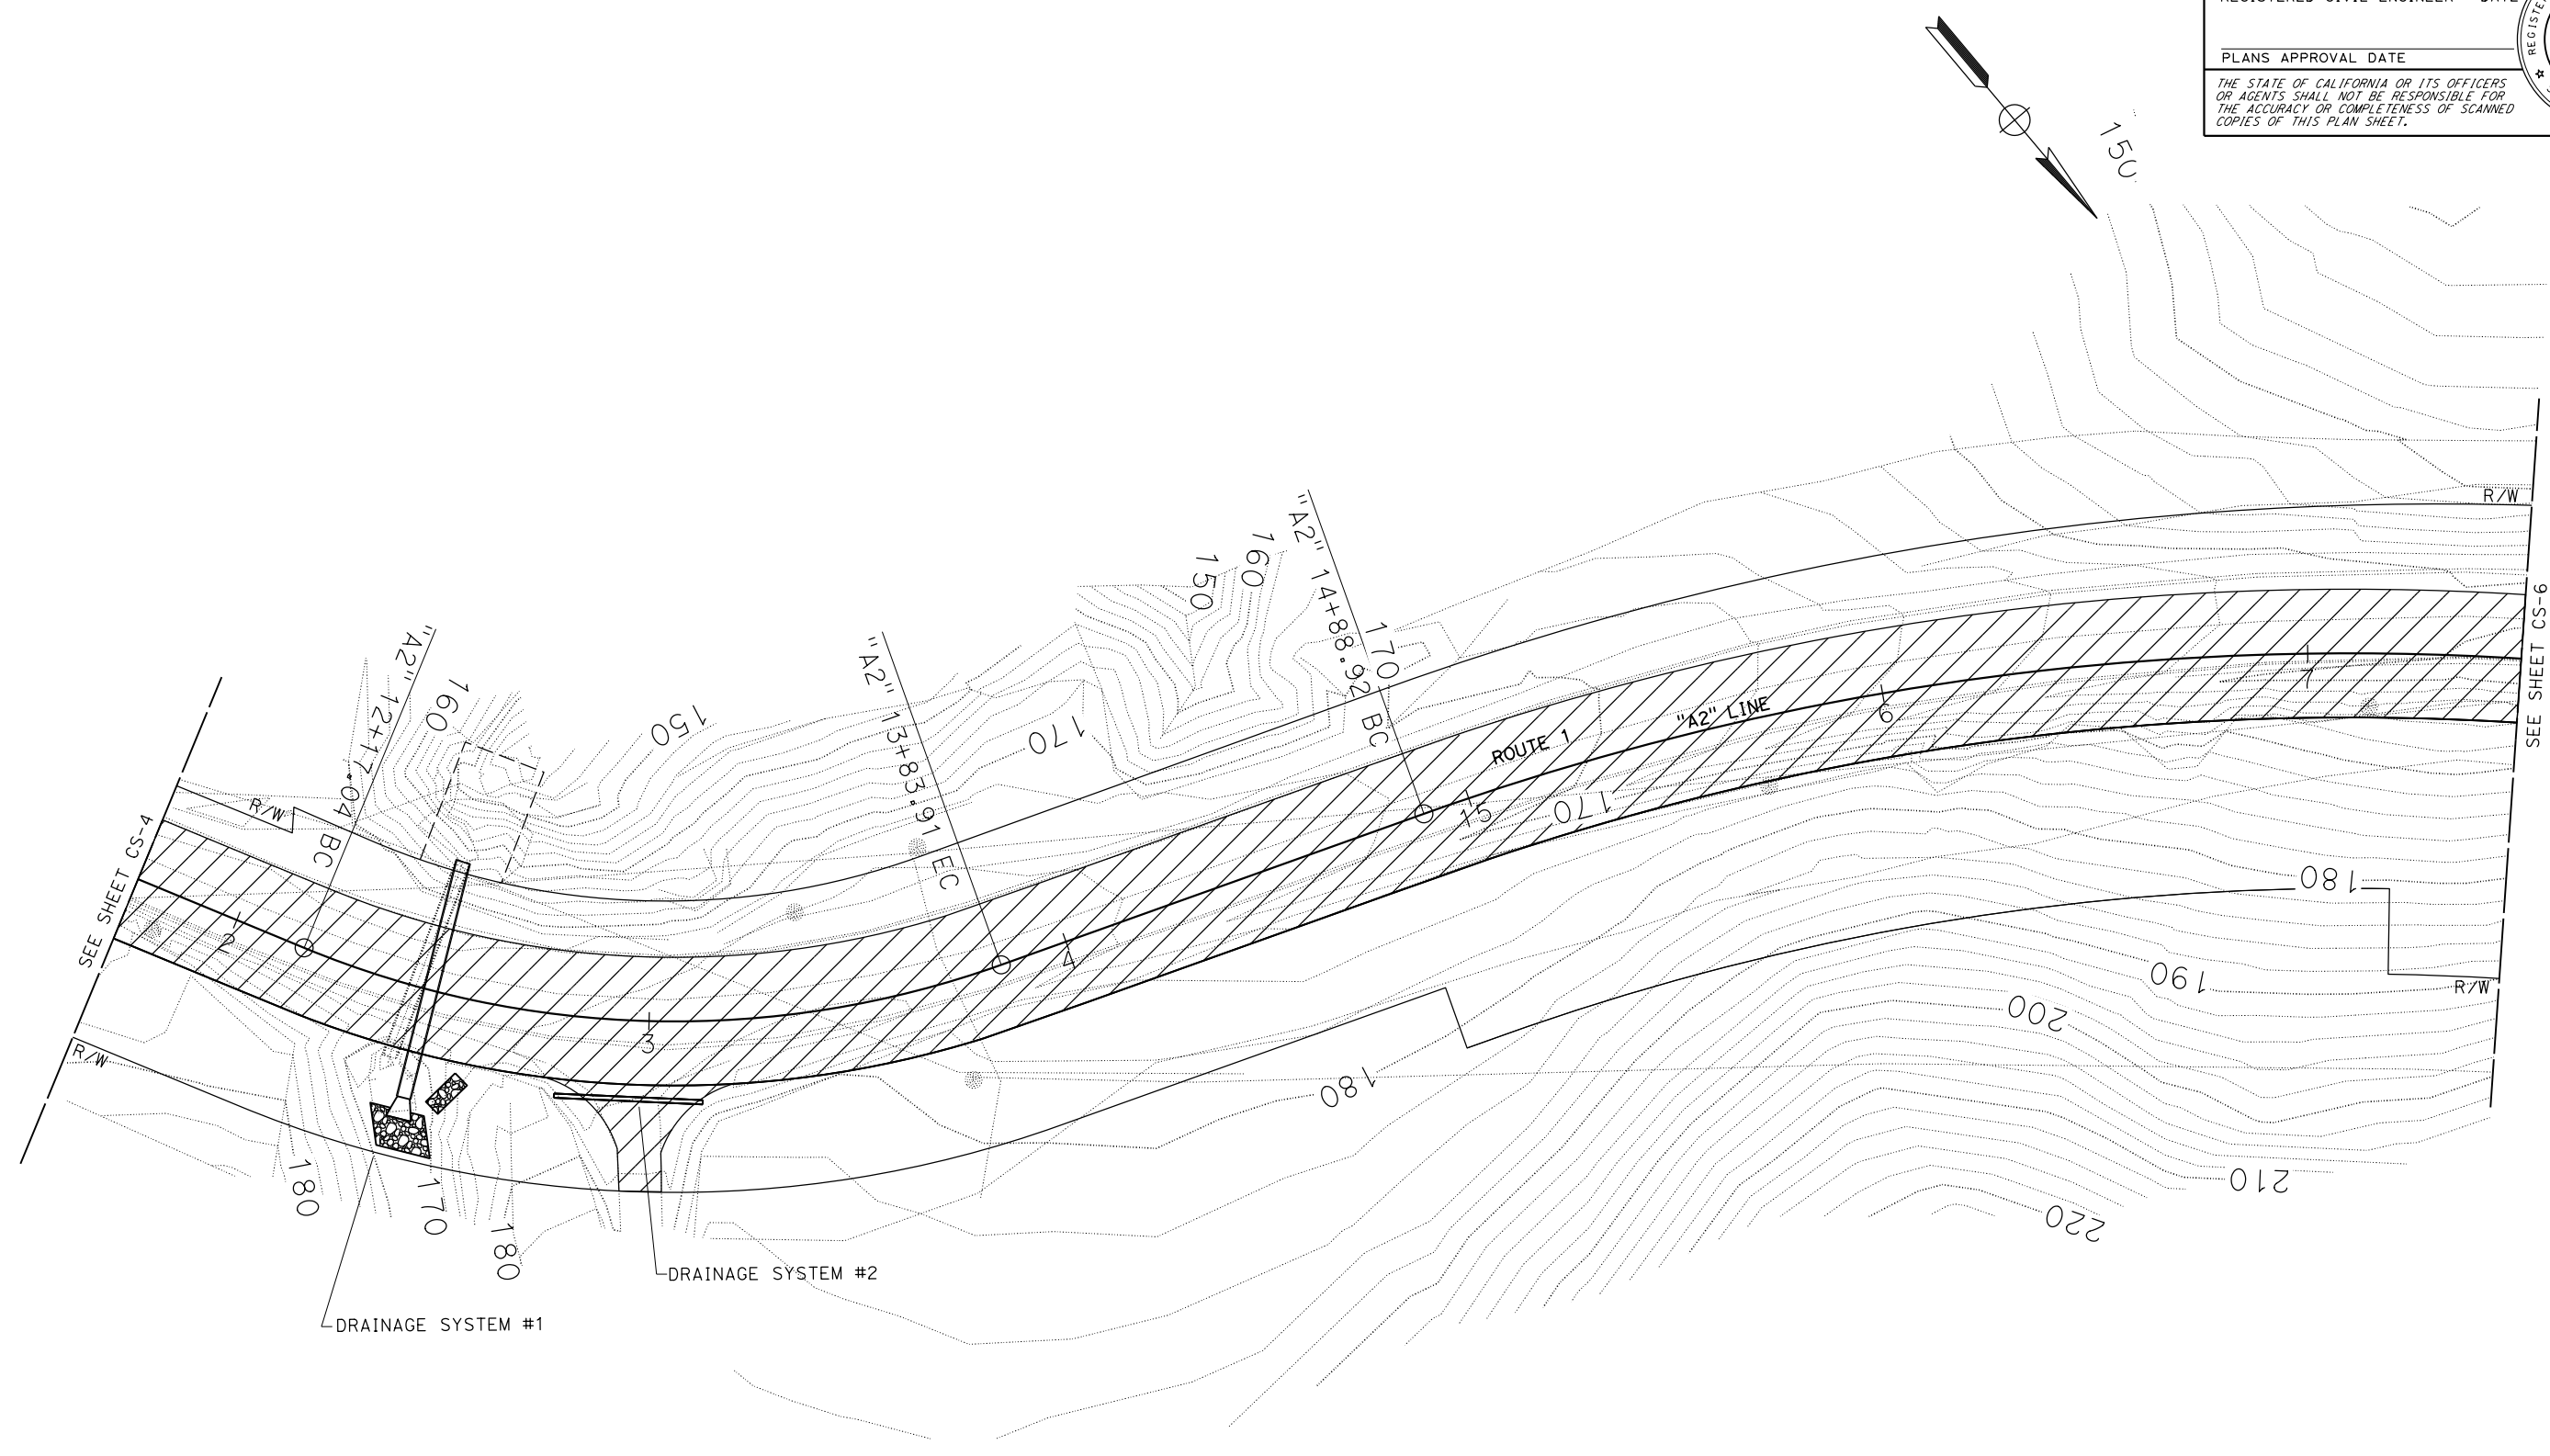 PLANS APPROVAL DATE
THE STATE OF CALIFORNIA OR ITS OFFICERS
OR AGENTS SHALL NOT BE RESPONSIBLE FOR
THE ACCURACY OR COMPLETENESS OF SCANNED
COPIES OF THIS PLAN SHEET.
150
R/W
SEE SHEET CS-6
"A2" 14+88.92 BC
160
150
170
"A2" 13+83.91 EC
170
150
160
"A2" 12+17.04 BC
R/W
SEE SHEET CS-4
ROUTE 1
"A2" LINE
2
3
4
15
6
7
170
180
190
R/W
200
210
220
180
R/W
180
170
180
DRAINAGE SYSTEM #2
DRAINAGE SYSTEM #1